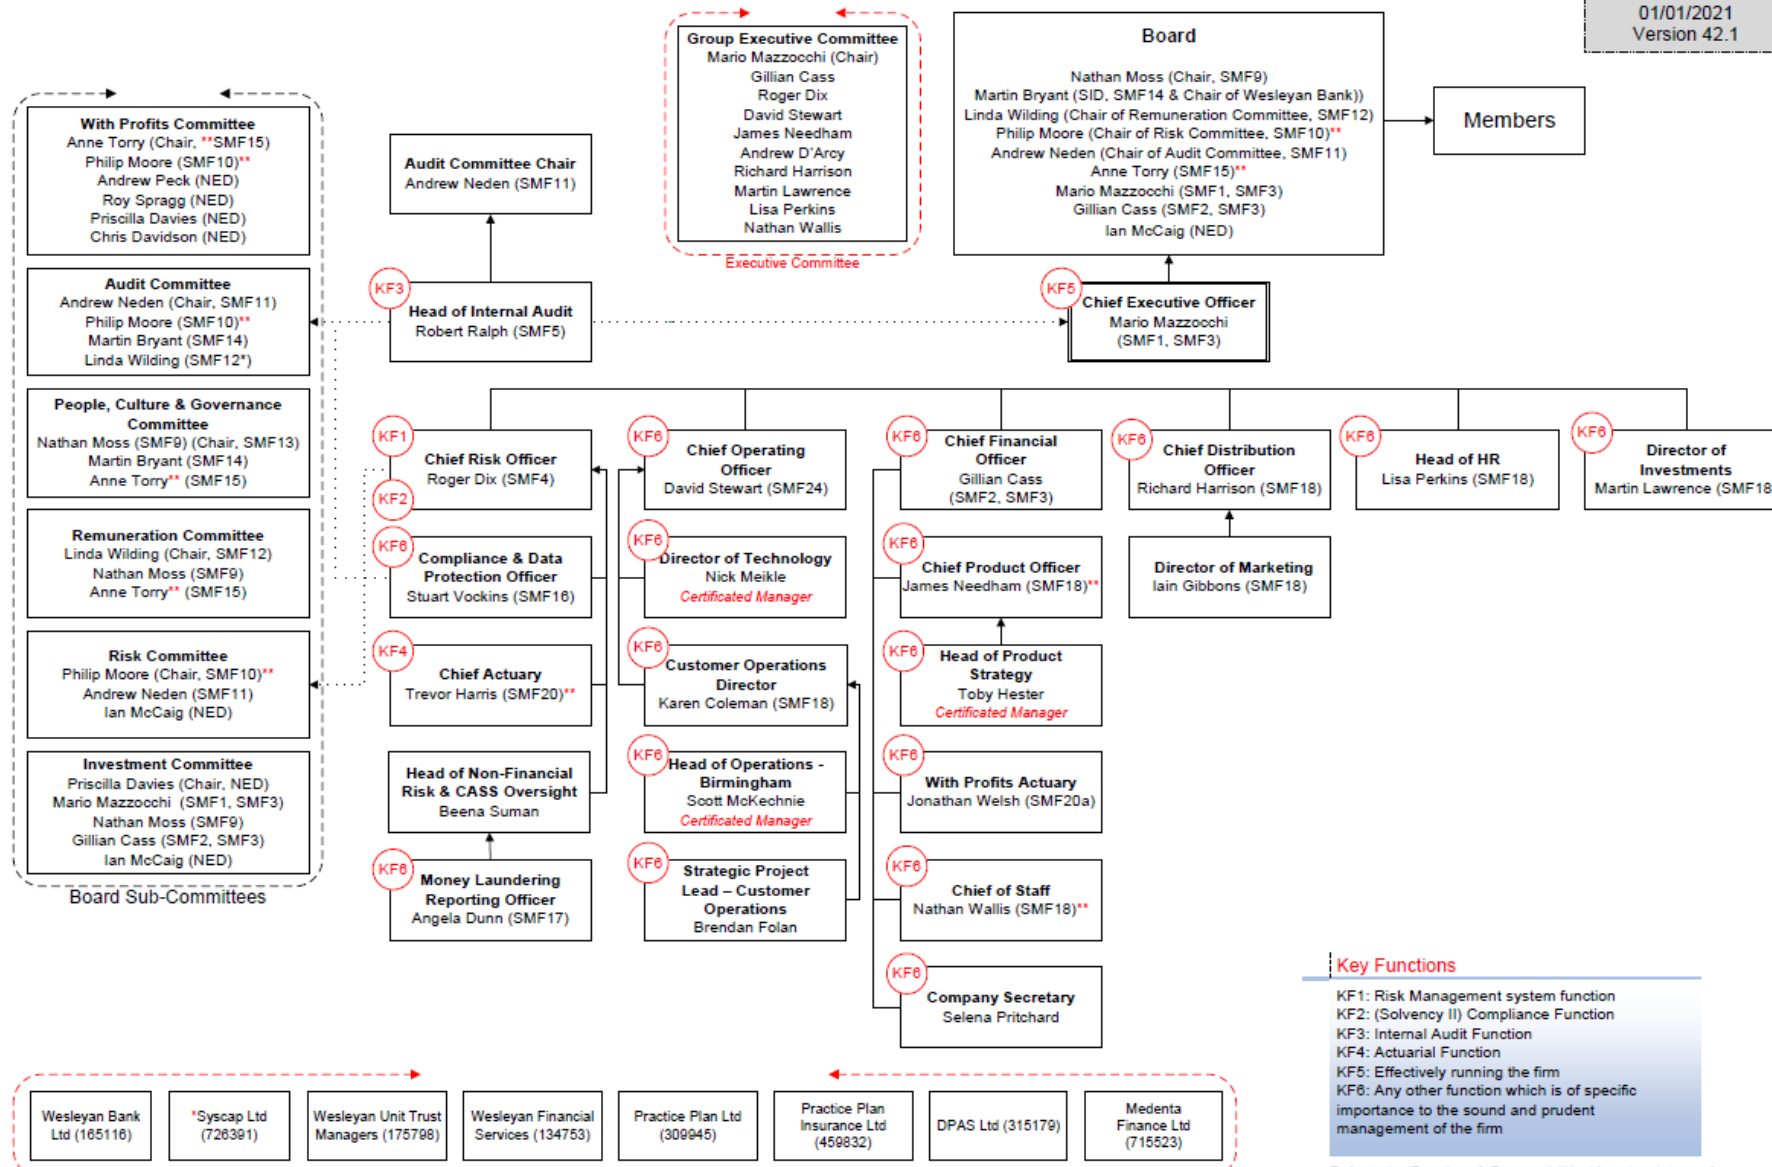 01/01/2021
Version 42.1
Group Executive Committee
Mario Mazzocchi (Chair)
Gillian Cass
Roger Dix
David Stewart
James Needham
Andrew D'Arcy
Richard Harrison
Martin Lawrence
Lisa Perkins
Nathan Wallis
Executive Committee
Board
Nathan Moss (Chair, SMF9)
Martin Bryant (SID, SMF14 & Chair of Wesleyan Bank))
Linda Wilding (Chair of Remuneration Committee, SMF12)
Philip Moore (Chair of Risk Committee, SMF10)**
Andrew Neden (Chair of Audit Committee, SMF11)
Anne Torry (SMF15)**
Mario Mazzocchi (SMF1, SMF3)
Gillian Cass (SMF2, SMF3)
Ian McCaig (NED)
Members
With Profits Committee
Anne Torry (Chair, **SMF15)
Philip Moore (SMF10)**
Andrew Peck (NED)
Roy Spragg (NED)
Priscilla Davies (NED)
Chris Davidson (NED)
Audit Committee
Andrew Neden (Chair, SMF11)
Philip Moore (SMF10)**
Martin Bryant (SMF14)
Linda Wilding (SMF12*)
People, Culture & Governance
Committee
Nathan Moss (SMF9) (Chair, SMF13)
Martin Bryant (SMF14)
Anne Torry** (SMF15)
Remuneration Committee
Linda Wilding (Chair, SMF12)
Nathan Moss (SMF9)
Anne Torry** (SMF15)
Risk Committee
Philip Moore (Chair, SMF10)**
Andrew Neden (SMF11)
Ian McCaig (NED)
Investment Committee
Priscilla Davies (Chair, NED)
Mario Mazzocchi (SMF1, SMF3)
Nathan Moss (SMF9)
Gillian Cass (SMF2, SMF3)
Ian McCaig (NED)
Board Sub-Committees
Audit Committee Chair
Andrew Neden (SMF11)
KF3
Head of Internal Audit
Robert Ralph (SMF5)
KF5
Chief Executive Officer
Mario Mazzocchi
(SMF1, SMF3)
KF1
Chief Risk Officer
Roger Dix (SMF4)
KF2
KF6
Compliance & Data
Protection Officer
Stuart Vockins (SMF16)
KF4
Chief Actuary
Trevor Harris (SMF20)**
Head of Non-Financial
Risk & CASS Oversight
Beena Suman
KF6
Money Laundering
Reporting Officer
Angela Dunn (SMF17)
KF6
Chief Operating
Officer
David Stewart (SMF24)
KF6
Director of Technology
Nick Meikle
Certificated Manager
KF6
Customer Operations
Director
Karen Coleman (SMF18)
KF6
Head of Operations -
Birmingham
Scott McKechnie
Certificated Manager
KF6
Strategic Project
Lead – Customer
Operations
Brendan Folan
KF6
Chief Financial
Officer
Gillian Cass
(SMF2, SMF3)
KF6
Chief Product Officer
James Needham (SMF18)**
KF6
Head of Product
Strategy
Toby Hester
Certificated Manager
KF6
With Profits Actuary
Jonathan Welsh (SMF20a)
KF6
Chief of Staff
Nathan Wallis (SMF18)**
KF6
Company Secretary
Selena Pritchard
KF6
Chief Distribution
Officer
Richard Harrison (SMF18)
Director of Marketing
Iain Gibbons (SMF18)
KF6
Head of HR
Lisa Perkins (SMF18)
KF6
Director of
Investments
Martin Lawrence (SMF18
Key Functions
KF1: Risk Management system function
KF2: (Solvency II) Compliance Function
KF3: Internal Audit Function
KF4: Actuarial Function
KF5: Effectively running the firm
KF6: Any other function which is of specific
importance to the sound and prudent
management of the firm
Wesleyan Bank
Ltd (165116)
*Syscap Ltd
(726391)
Wesleyan Unit Trust
Managers (175798)
Wesleyan Financial
Services (134753)
Practice Plan Ltd
(309945)
Practice Plan
Insurance Ltd
(459832)
DPAS Ltd (315179)
Medenta
Finance Ltd
(715523)